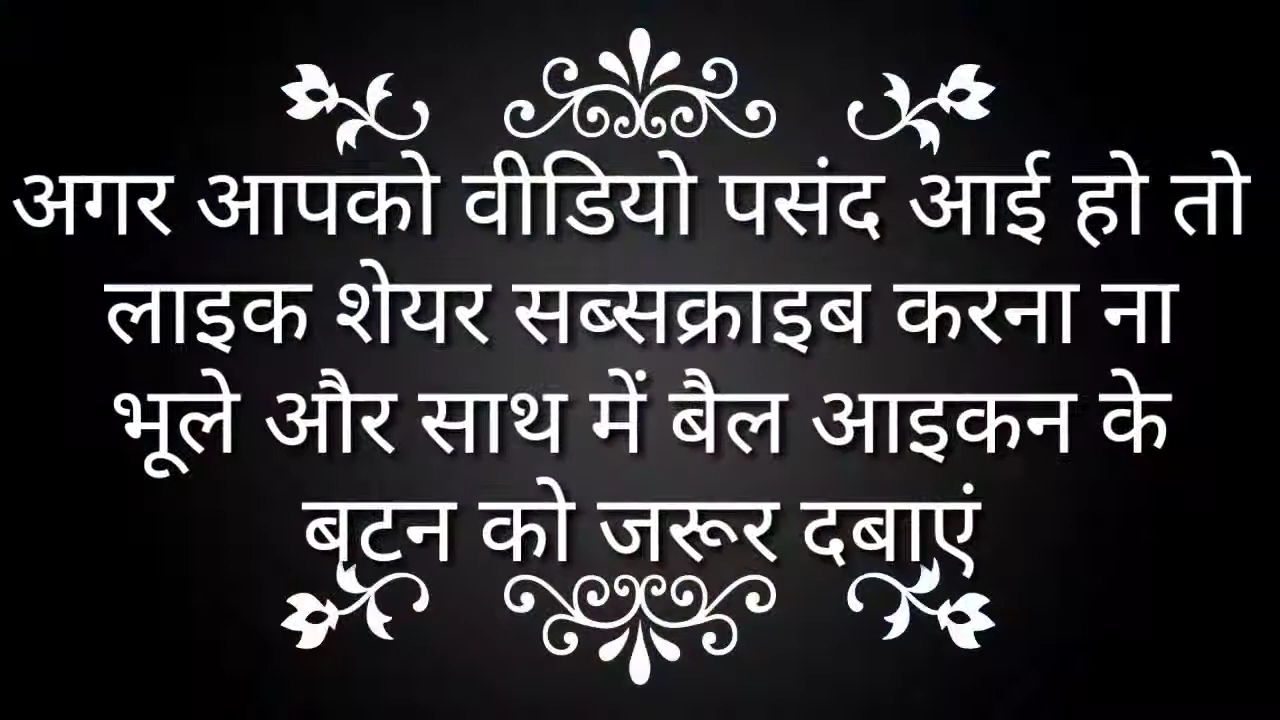 अगर आपको वीडियो पसंद आई हो तो
लाइक शेयर सब्सक्राइब करना ना
भूले और साथ में बैल आइकन के
बटन को जरूर दबाएं